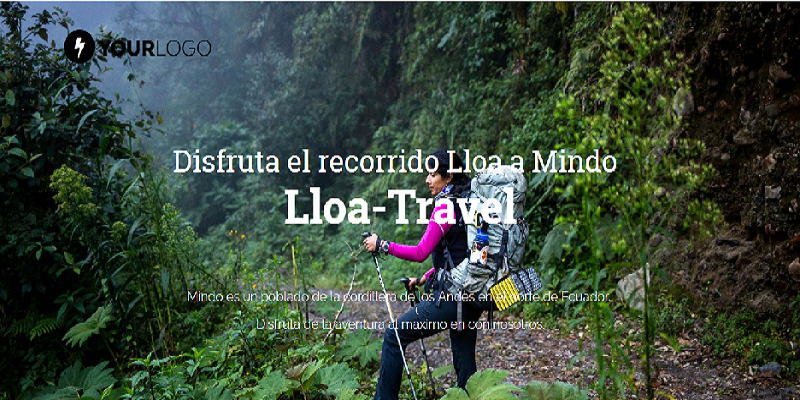 YOURLOGO
Disfruta el recorrido Lloa a Mindo
Lloa-Travel
Mindo es un poblado de la cordillera de los Andes en el norte de Ecuador.
Disfruta de la aventura al maximo en con nosotros.